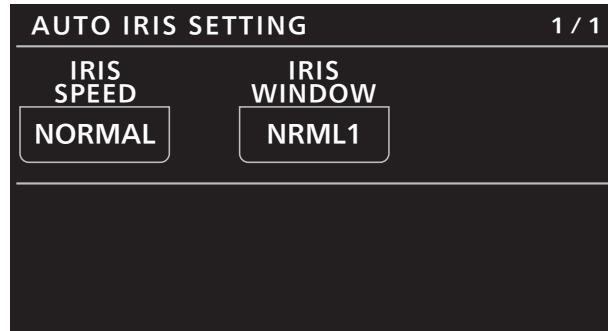 AUTO IRIS SETTING 1 / 1
IRIS SPEED
IRIS WINDOW
NORMAL
NRML1